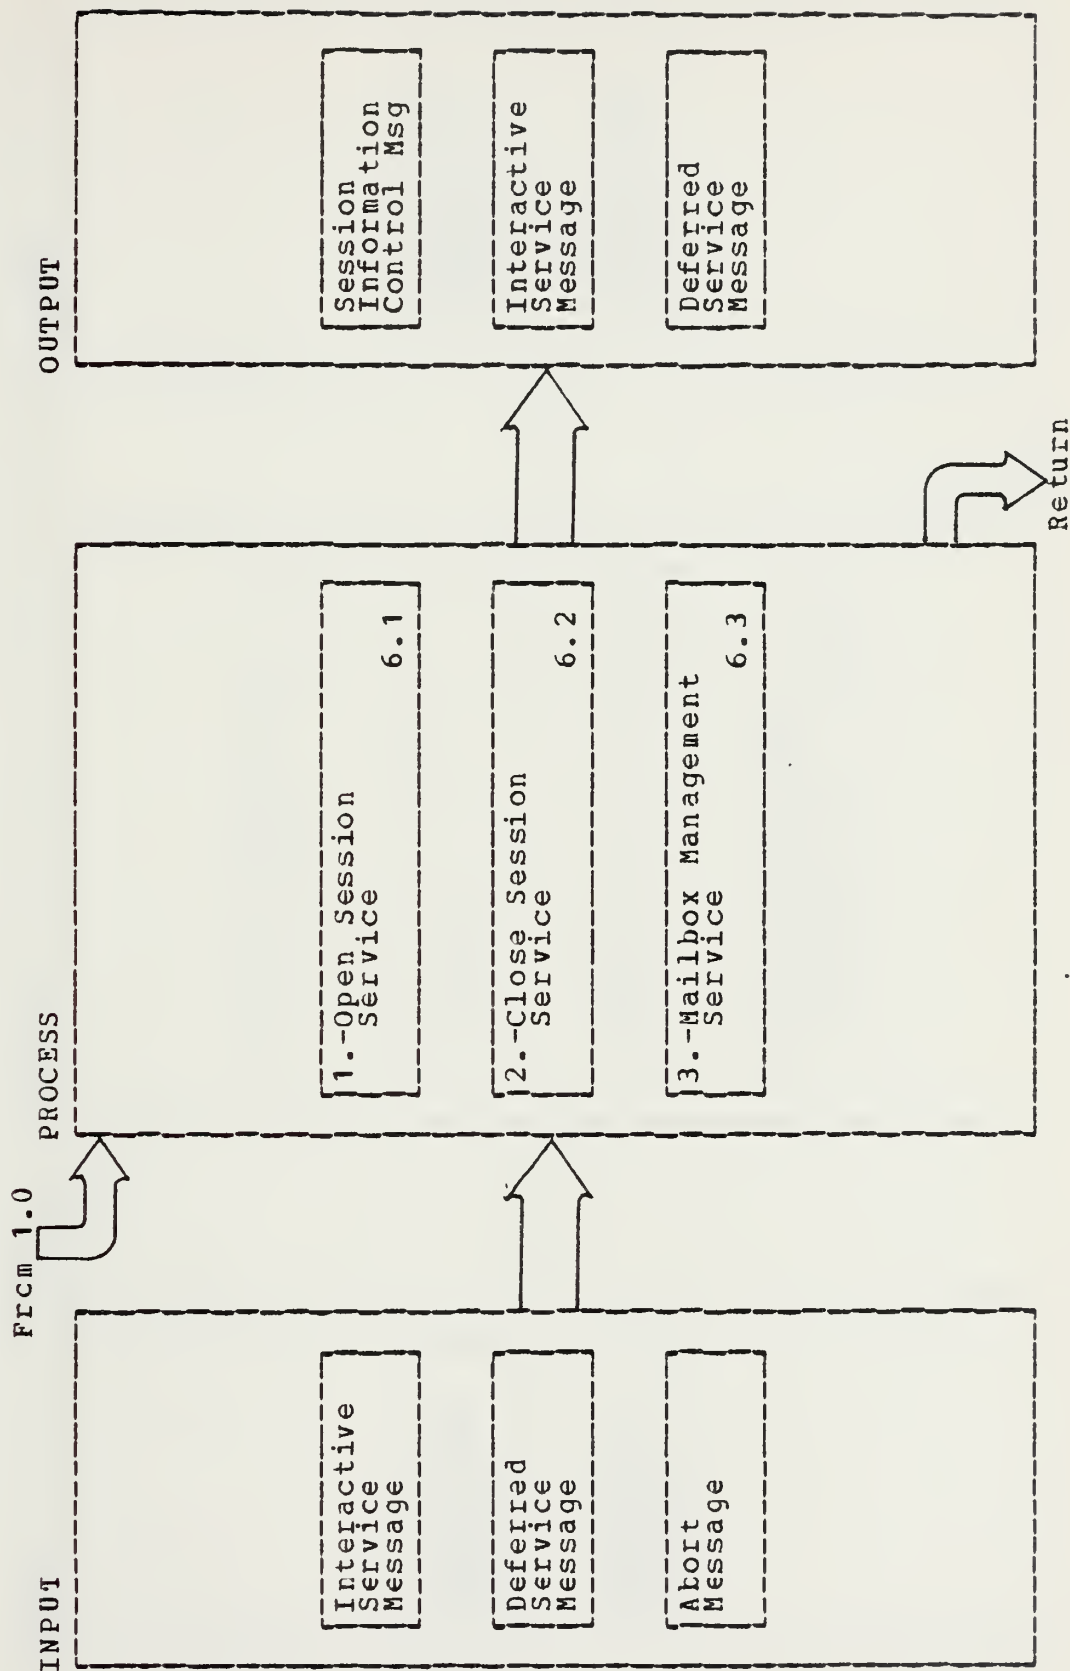 Frcm 1.0
INPUT
PROCESS
OUTPUT
Interactive
Service
Message
Deferred
Service
Message
Abort
Message
1.-Open Session
Service
6.1
2.-Close Session
Service
6.2
3.-Mailbox Management
Service
6.3
Session
Information
Control Msg
Interactive
Service
Message
Deferred
Service
Message
Return